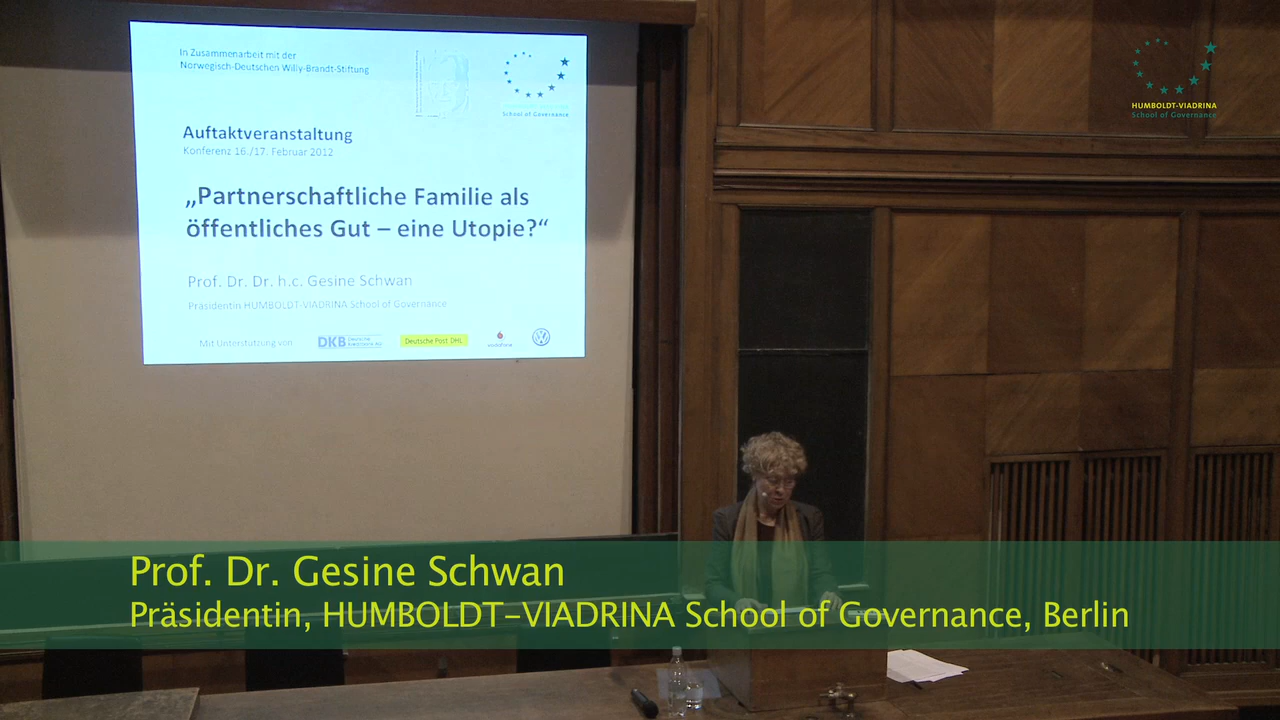 In Zusammenarbeit mit der
Norwegisch-Deutschen Willy-Brandt-Stiftung
HUMBOLDT-VIADRINA
School of Governance
Auftaktveranstaltung
Konferenz 16./17. Februar 2012
„Partnerschaftliche Familie als
öffentliches Gut – eine Utopie?“
Prof. Dr. Dr. h.c. Gesine Schwan
Präsidentin HUMBOLDT-VIADRINA School of Governance
Mit Unterstützung von
DKB
Deutsche Post DHL
vodafone
HUMBOLDT-VIADRINA
School of Governance
Prof. Dr. Gesine Schwan
Präsidentin, HUMBOLDT-VIADRINA School of Governance, Berlin